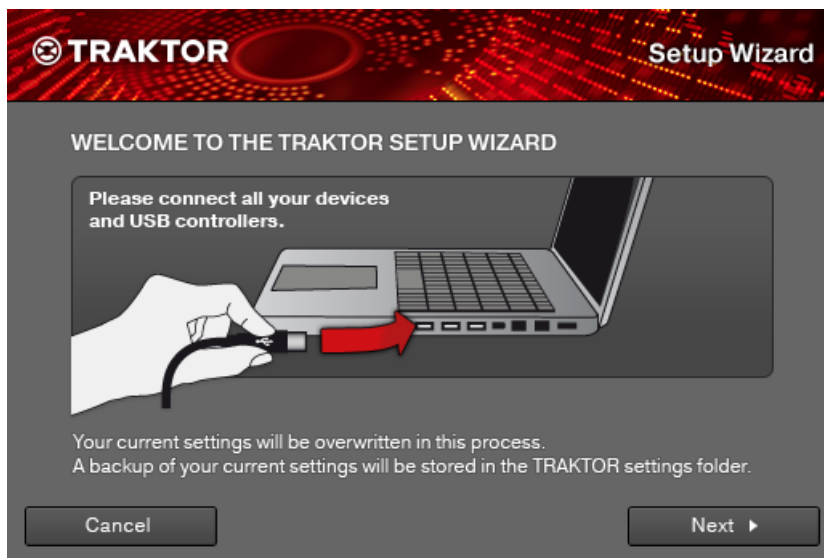 TRAKTOR
Setup Wizard
WELCOME TO THE TRAKTOR SETUP WIZARD
Please connect all your devices
and USB controllers.
Your current settings will be overwritten in this process.
A backup of your current settings will be stored in the TRAKTOR settings folder.
Cancel
Next